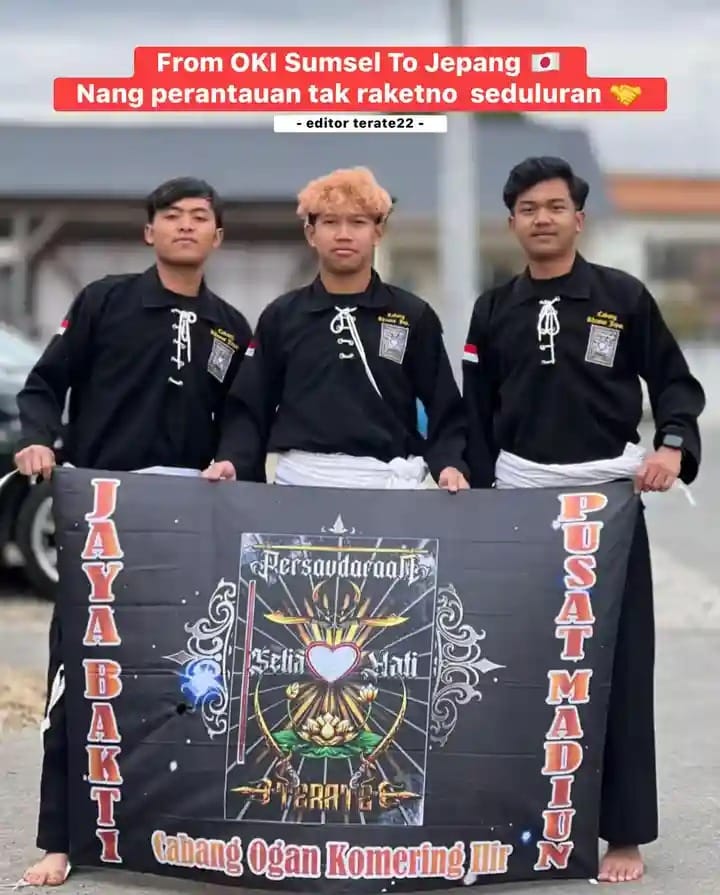 From OKI Sumsel To Jepang 🇯🇵
Nang perantauan tak raketno seduluran 🤝
- editor terate22 -
Cabang
JAYA BAKTI
Persaudaraan
Setia Hati
TERATE
PUSAT MADIUN
Cabang Ogan Komering Ilir